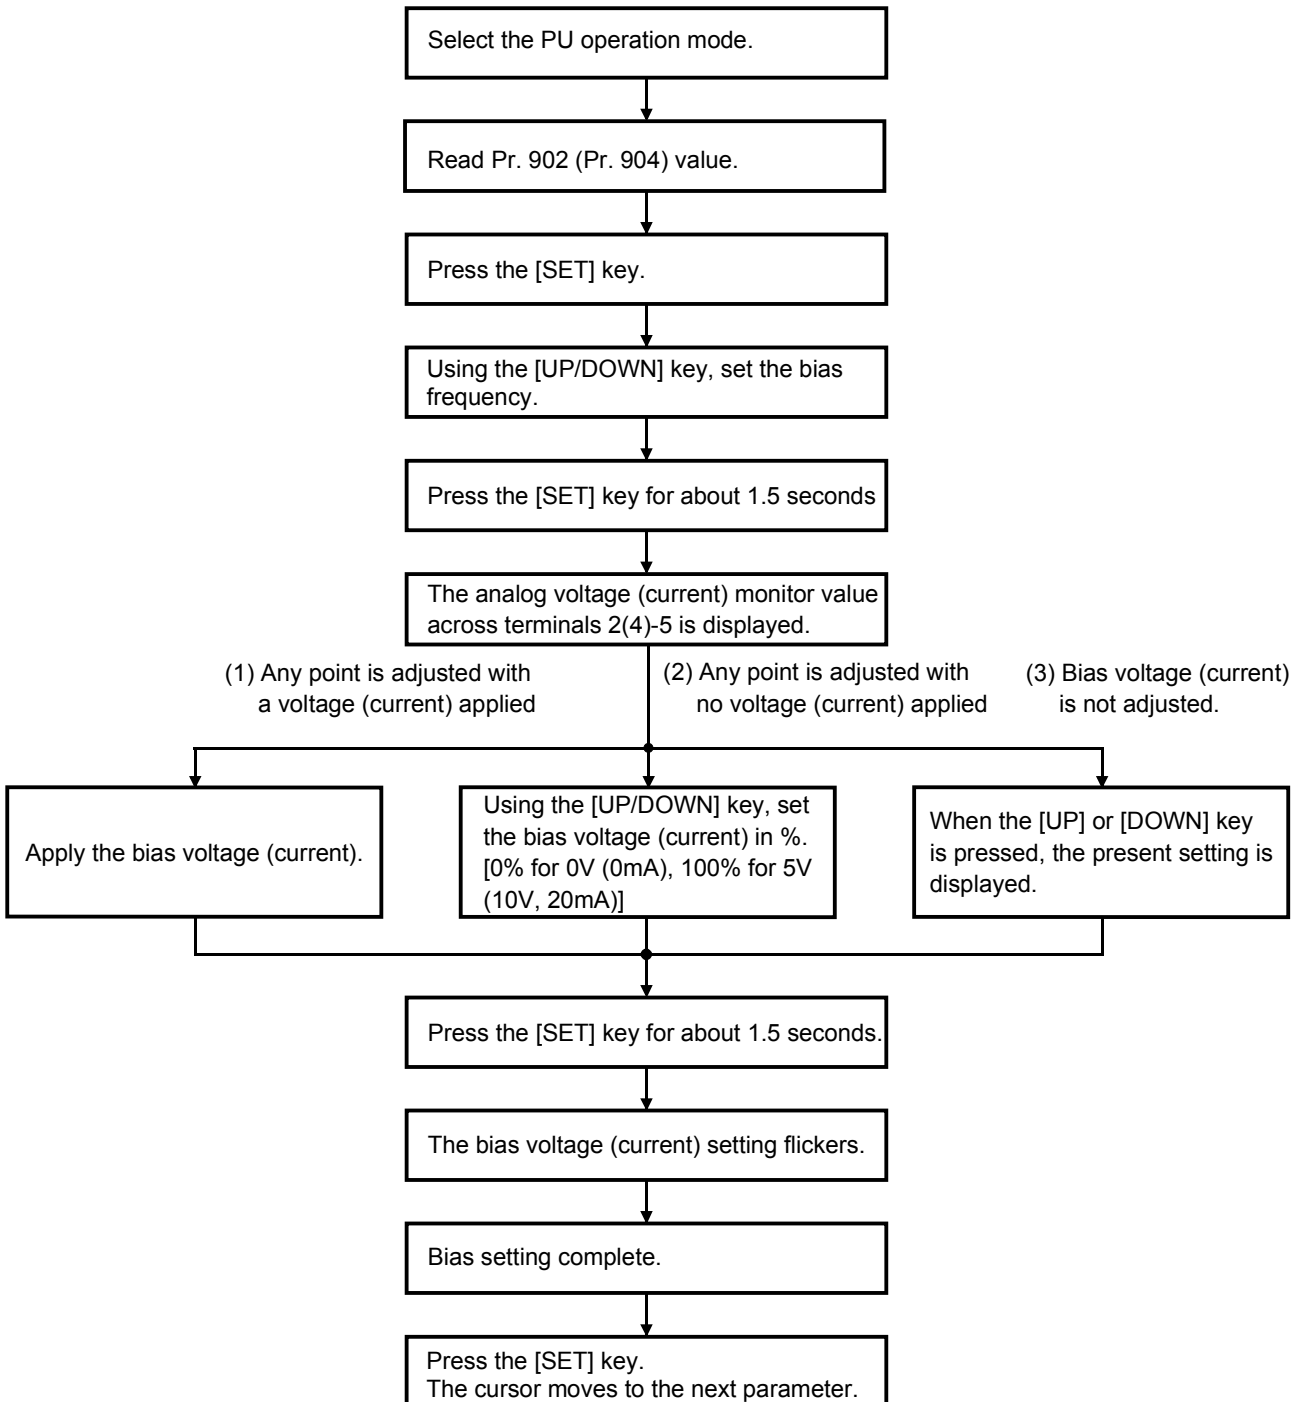 Select the PU operation mode.
Read Pr. 902 (Pr. 904) value.
Press the [SET] key.
Using the [UP/DOWN] key, set the bias
frequency.
Press the [SET] key for about 1.5 seconds
The analog voltage (current) monitor value
across terminals 2(4)-5 is displayed.
(1) Any point is adjusted with
a voltage (current) applied
(2) Any point is adjusted with
no voltage (current) applied
(3) Bias voltage (current)
is not adjusted.
Apply the bias voltage (current).
Using the [UP/DOWN] key, set
the bias voltage (current) in %.
[0% for 0V (0mA), 100% for 5V
(10V, 20mA)]
When the [UP] or [DOWN] key
is pressed, the present setting is
displayed.
Press the [SET] key for about 1.5 seconds.
The bias voltage (current) setting flickers.
Bias setting complete.
Press the [SET] key.
The cursor moves to the next parameter.